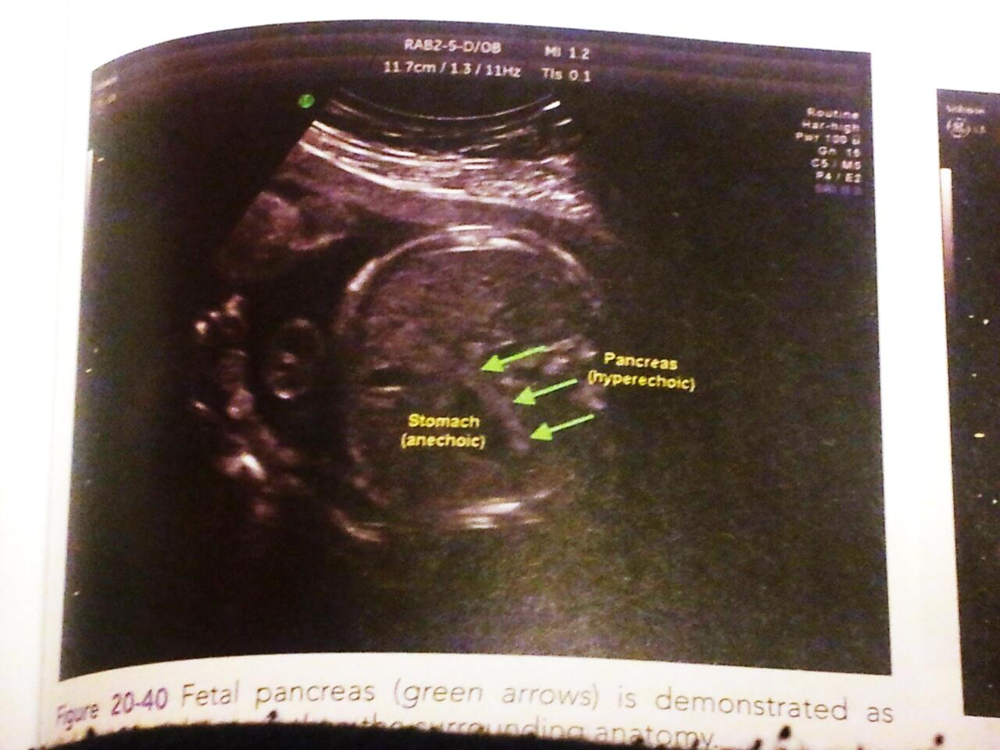 RAB2-5-D/OB MI 1.2
11.7cm / 1.3 / 11Hz TIs 0.1
Routine
Har-high
Pwr 100
Gn 16
C5 / M5
P4 / E2
Pancreas
(hyperechoic)
Stomach
(anechoic)
Figure 20-40 Fetal pancreas (green arrows) is demonstrated as
the surrounding anatomy.